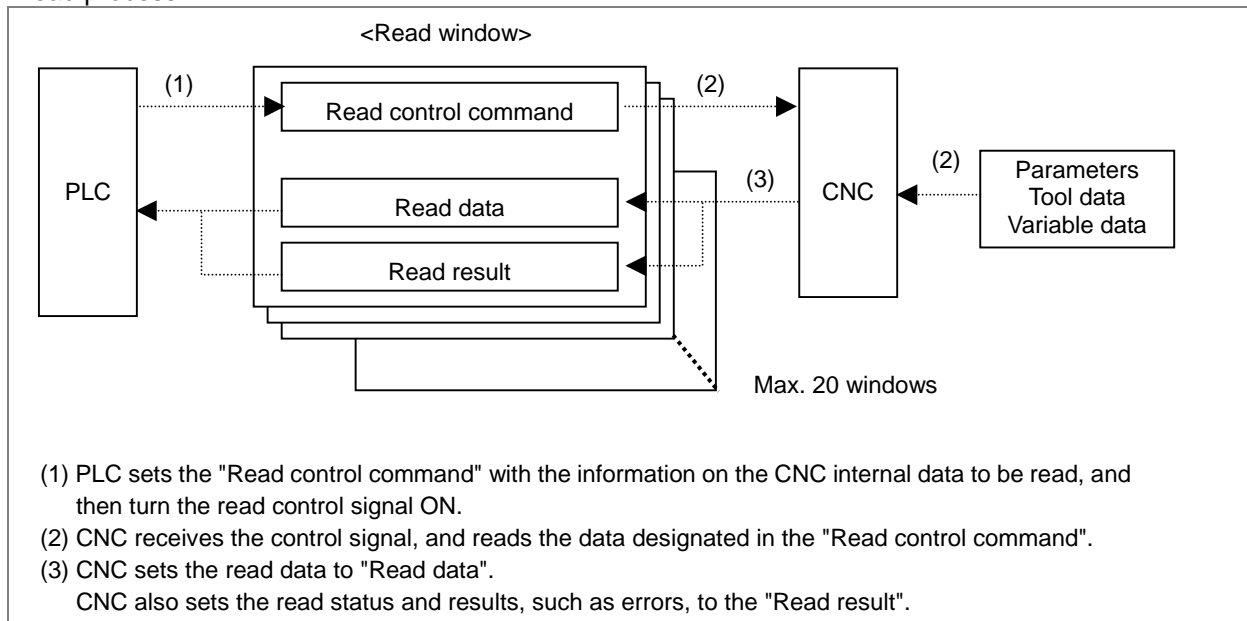 <Read window>
(1)
(2)
Read control command
PLC
Read data
Read result
(3)
CNC
(2)
Parameters
Tool data
Variable data
Max. 20 windows
(1) PLC sets the "Read control command" with the information on the CNC internal data to be read, and
then turn the read control signal ON.
(2) CNC receives the control signal, and reads the data designated in the "Read control command".
(3) CNC sets the read data to "Read data".
CNC also sets the read status and results, such as errors, to the "Read result".